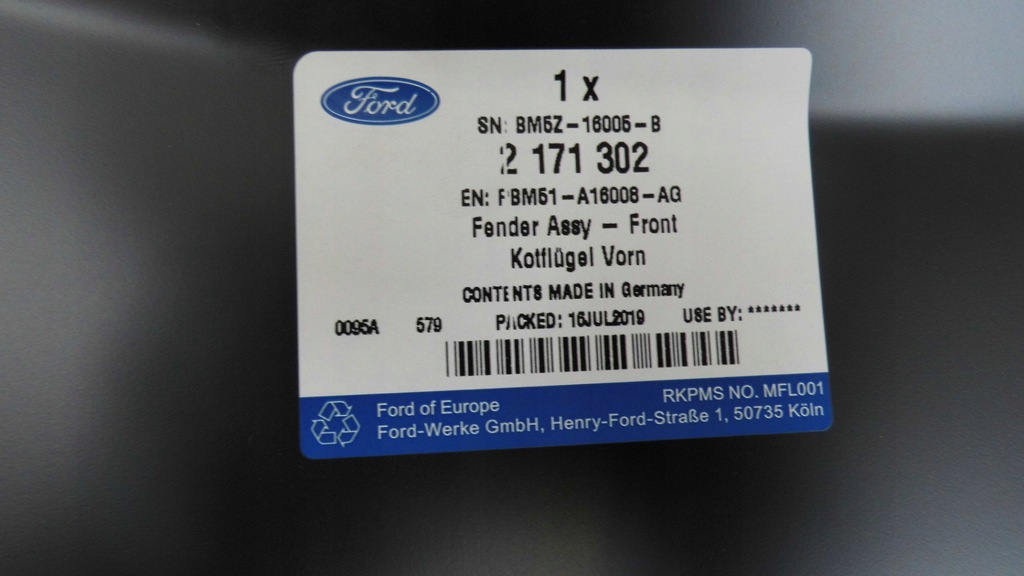 Ford
1 x
SN: BM5Z-16005-B
2 171 302
EN: PBM51-A16008-AG
Fender Assy - Front
Kotflügel Vorn
CONTENTS MADE IN Germany
0095A 579 PACKED: 16JUL2019 USE BY: *******
RKPMS NO. MFL001
Ford of Europe
Ford-Werke GmbH, Henry-Ford-Straße 1, 50735 Köln